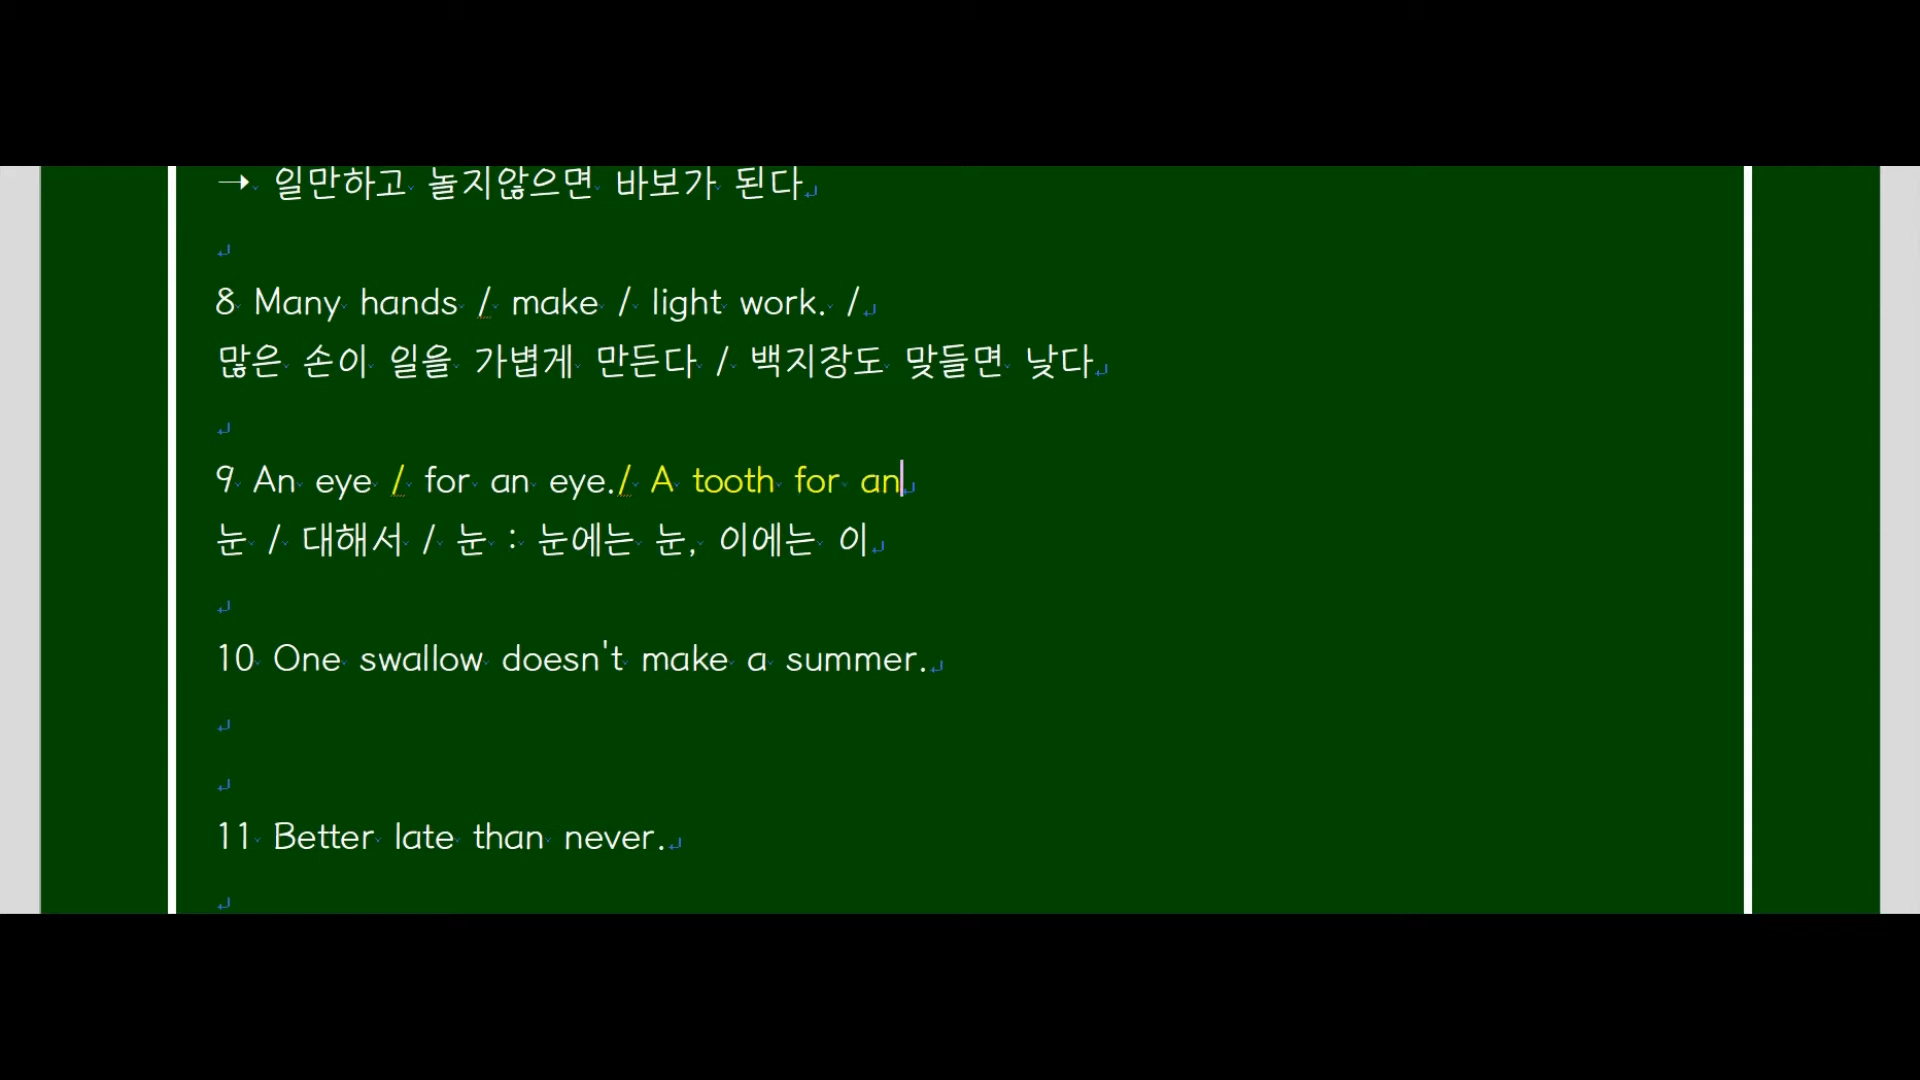 → 일만하고 놀지않으면 바보가 된다
8 Many hands / make / light work. /
많은 손이 일을 가볍게 만든다 / 백지장도 맞들면 낮다
9 An eye / for an eye./ A tooth for an
눈 / 대해서 / 눈 : 눈에는 눈, 이에는 이
10 One swallow doesn't make a summer.
11 Better late than never.